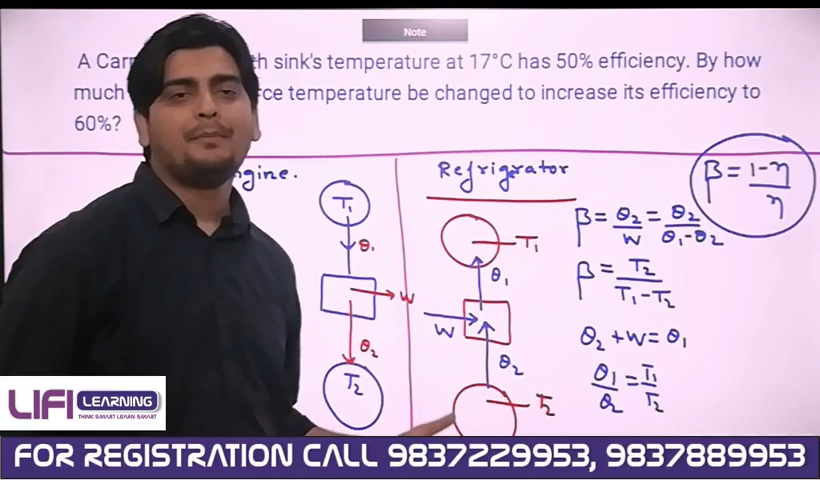 Note
A Car th sink's temperature at 17°C has 50% efficiency. By how
much ce temperature be changed to increase its efficiency to
60%?
gine.
T₁
θ₁
W
θ₂
T₂
Refrigrator
T₁
θ₁
W
θ₂
T₂
β = θ₂/W = θ₂/θ₁-θ₂
β = T₂/T₁-T₂
θ₂ + W = θ₁
θ₁/θ₂ = T₁/T₂
β = 1-η/η
LIFI LEARNING
THINK SMART LEARN SMART
FOR REGISTRATION CALL 9837229953, 9837889953